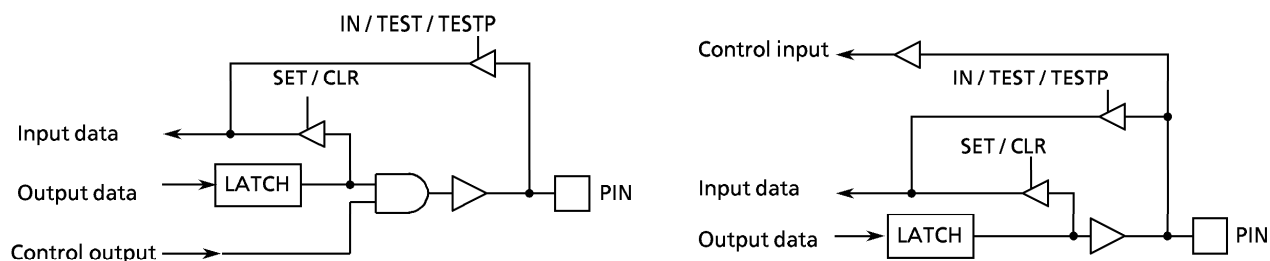 IN / TEST / TESTP
SET / CLR
Input data
Output data
LATCH
PIN
Control output
Control input
IN / TEST / TESTP
SET / CLR
Input data
Output data
LATCH
PIN